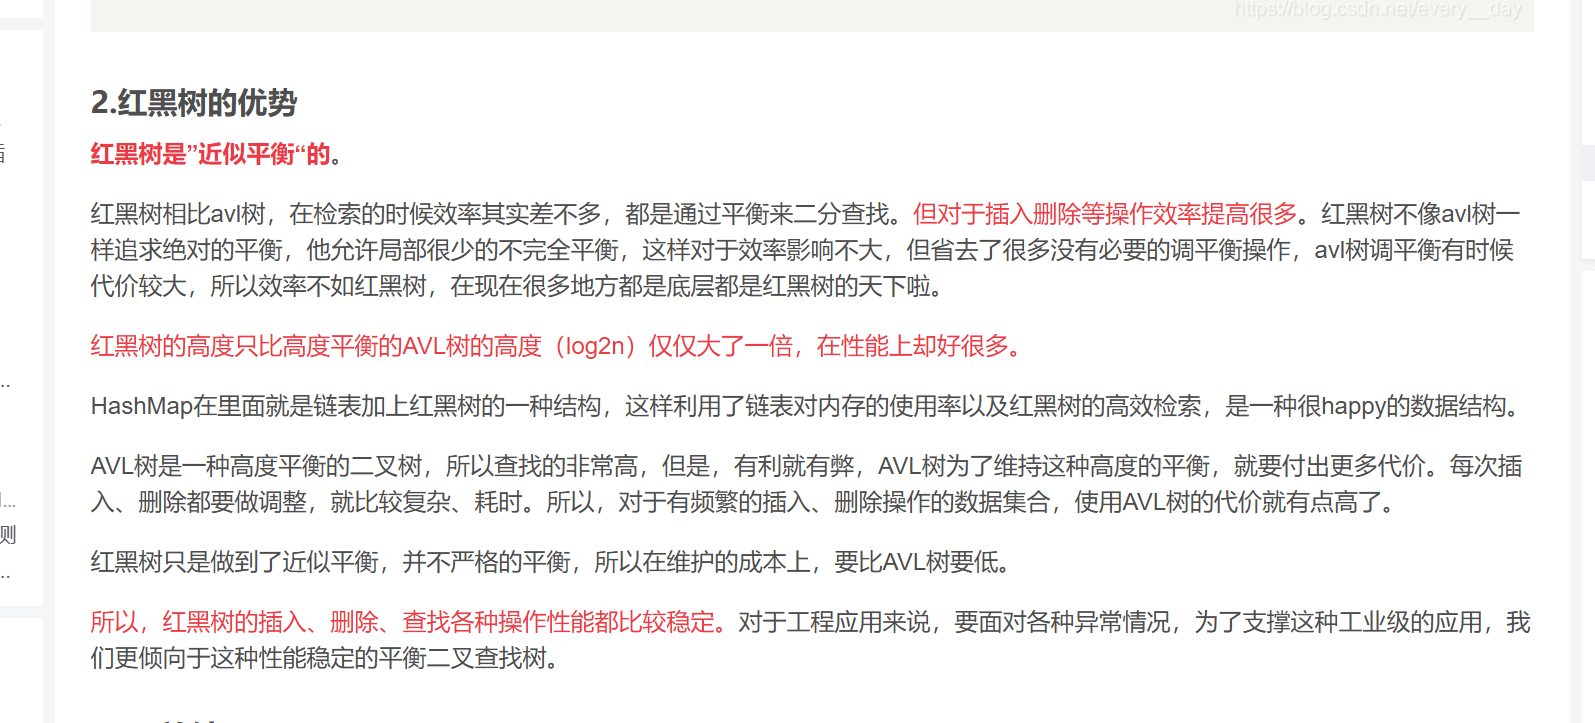 https://blog.csdn.net/every__day
2.红黑树的优势
红黑树是”近似平衡“的。
红黑树相比avl树，在检索的时候效率其实差不多，都是通过平衡来二分查找。但对于插入删除等操作效率提高很多。红黑树不像avl树一
样追求绝对的平衡，他允许局部很少的不完全平衡，这样对于效率影响不大，但省去了很多没有必要的调平衡操作，avl树调平衡有时候
代价较大，所以效率不如红黑树，在现在很多地方都是底层都是红黑树的天下啦。
红黑树的高度只比高度平衡的AVL树的高度（log2n）仅仅大了一倍，在性能上却好很多。
HashMap在里面就是链表加上红黑树的一种结构，这样利用了链表对内存的使用率以及红黑树的高效检索，是一种很happy的数据结构。
AVL树是一种高度平衡的二叉树，所以查找的非常高，但是，有利就有弊，AVL树为了维持这种高度的平衡，就要付出更多代价。每次插
入、删除都要做调整，就比较复杂、耗时。所以，对于有频繁的插入、删除操作的数据集合，使用AVL树的代价就有点高了。
红黑树只是做到了近似平衡，并不严格的平衡，所以在维护的成本上，要比AVL树要低。
所以，红黑树的插入、删除、查找各种操作性能都比较稳定。对于工程应用来说，要面对各种异常情况，为了支撑这种工业级的应用，我
们更倾向于这种性能稳定的平衡二叉查找树。
..
...
测
..